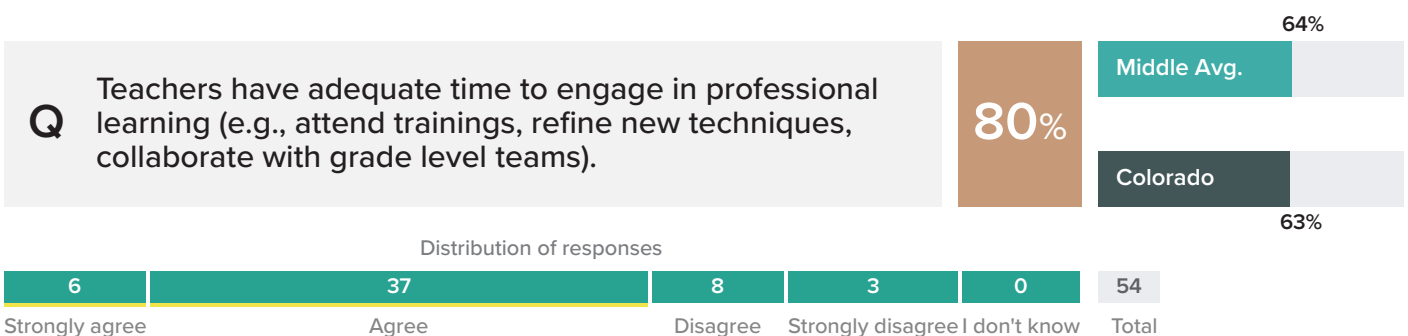 64%
Q
Teachers have adequate time to engage in professional
learning (e.g., attend trainings, refine new techniques,
collaborate with grade level teams).
80%
Middle Avg.
Colorado
63%
Distribution of responses
6 37 8 3 0 54
Strongly agree Agree Disagree Strongly disagree I don't know Total